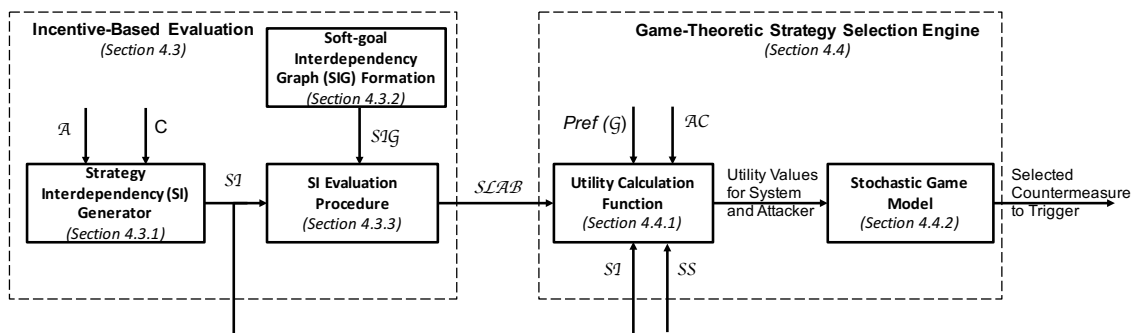 Incentive-Based Evaluation
(Section 4.3)
Soft-goal
Interdependency
Graph (SIG) Formation
(Section 4.3.2)
𝒜
C
𝒮ℐ𝒢
Strategy
Interdependency (SI)
Generator
(Section 4.3.1)
𝒮ℐ
SI Evaluation
Procedure
(Section 4.3.3)
𝒮ℒ𝒜ℬ
Game-Theoretic Strategy Selection Engine
(Section 4.4)
Pref (𝒢)
𝒜𝒞
Utility Calculation
Function
(Section 4.4.1)
𝒮ℐ
𝒮𝒮
Utility Values
for System
and Attacker
Stochastic Game
Model
(Section 4.4.2)
Selected
Countermeasure
to Trigger